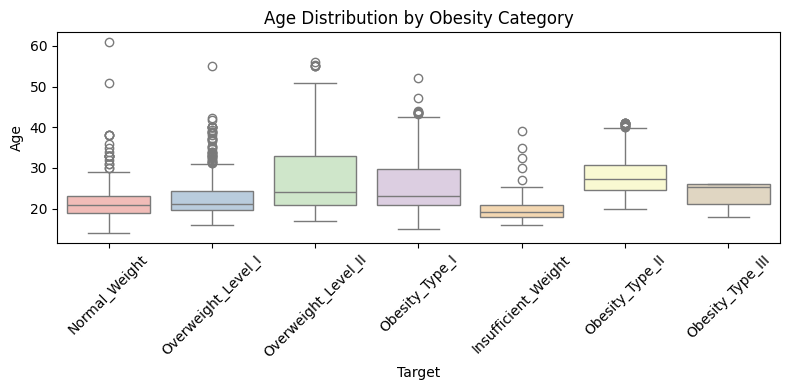 Age Distribution by Obesity Category
Age
60
50
40
30
20
Normal_Weight
Overweight_Level_I
Overweight_Level_II
Obesity_Type_I
Insufficient_Weight
Obesity_Type_II
Obesity_Type_III
Target